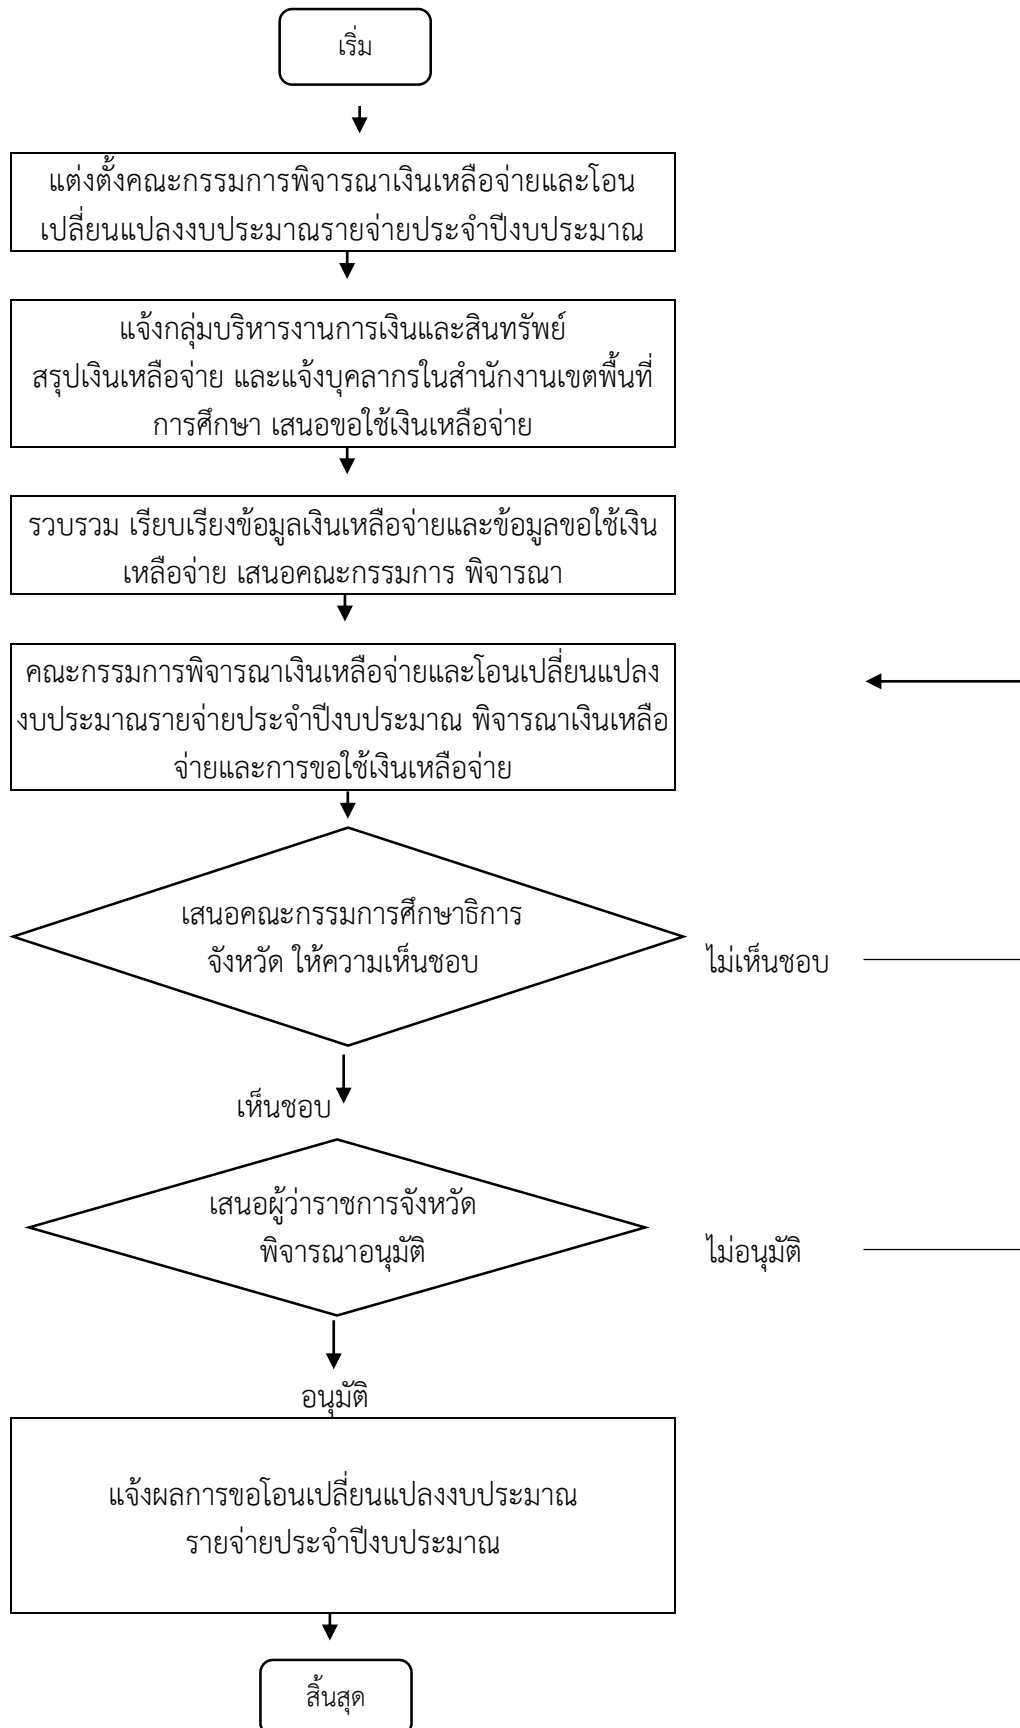 เริ่ม
แต่งตั้งคณะกรรมการพิจารณาเงินเหลือจ่ายและโอน
เปลี่ยนแปลงงบประมาณรายจ่ายประจำปีงบประมาณ
แจ้งกลุ่มบริหารงานการเงินและสินทรัพย์
สรุปเงินเหลือจ่าย และแจ้งบุคลากรในสำนักงานเขตพื้นที่
การศึกษา เสนอขอใช้เงินเหลือจ่าย
รวบรวม เรียบเรียงข้อมูลเงินเหลือจ่ายและข้อมูลขอใช้เงิน
เหลือจ่าย เสนอคณะกรรมการ พิจารณา
คณะกรรมการพิจารณาเงินเหลือจ่ายและโอนเปลี่ยนแปลง
งบประมาณรายจ่ายประจำปีงบประมาณ พิจารณาเงินเหลือ
จ่ายและการขอใช้เงินเหลือจ่าย
เสนอคณะกรรมการศึกษาธิการ
จังหวัด ให้ความเห็นชอบ
ไม่เห็นชอบ
เห็นชอบ
เสนอผู้ว่าราชการจังหวัด
พิจารณาอนุมัติ
ไม่อนุมัติ
อนุมัติ
แจ้งผลการขอโอนเปลี่ยนแปลงงบประมาณ
รายจ่ายประจำปีงบประมาณ
สิ้นสุด